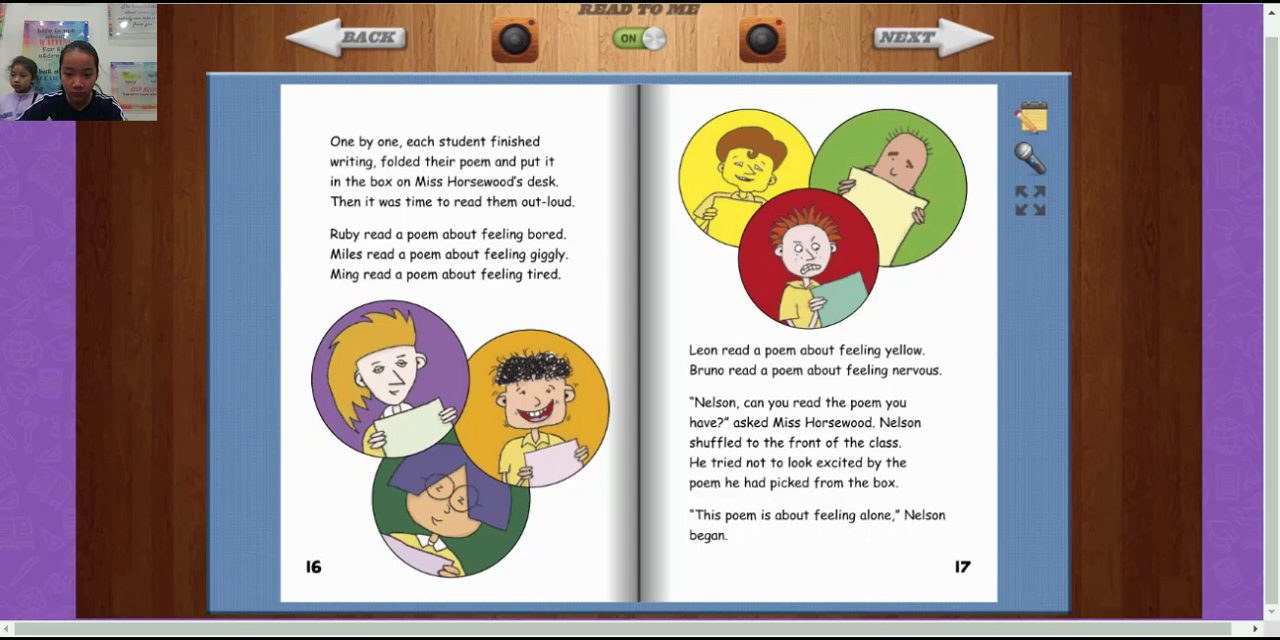 READ TO ME
BACK
ON
NEXT
One by one, each student finished
writing, folded their poem and put it
in the box on Miss Horsewood's desk.
Then it was time to read them out-loud.
Ruby read a poem about feeling bored.
Miles read a poem about feeling giggly.
Ming read a poem about feeling tired.
16
Leon read a poem about feeling yellow.
Bruno read a poem about feeling nervous.
"Nelson, can you read the poem you
have?" asked Miss Horsewood. Nelson
shuffled to the front of the class.
He tried not to look excited by the
poem he had picked from the box.
"This poem is about feeling alone," Nelson
began.
17